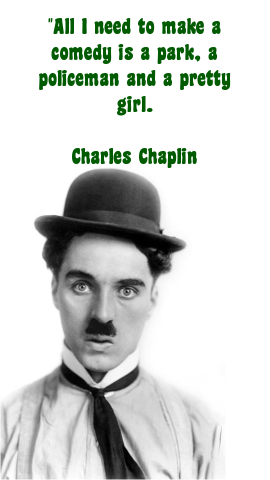 "All I need to make a
comedy is a park, a
policeman and a pretty
girl.
Charles Chaplin